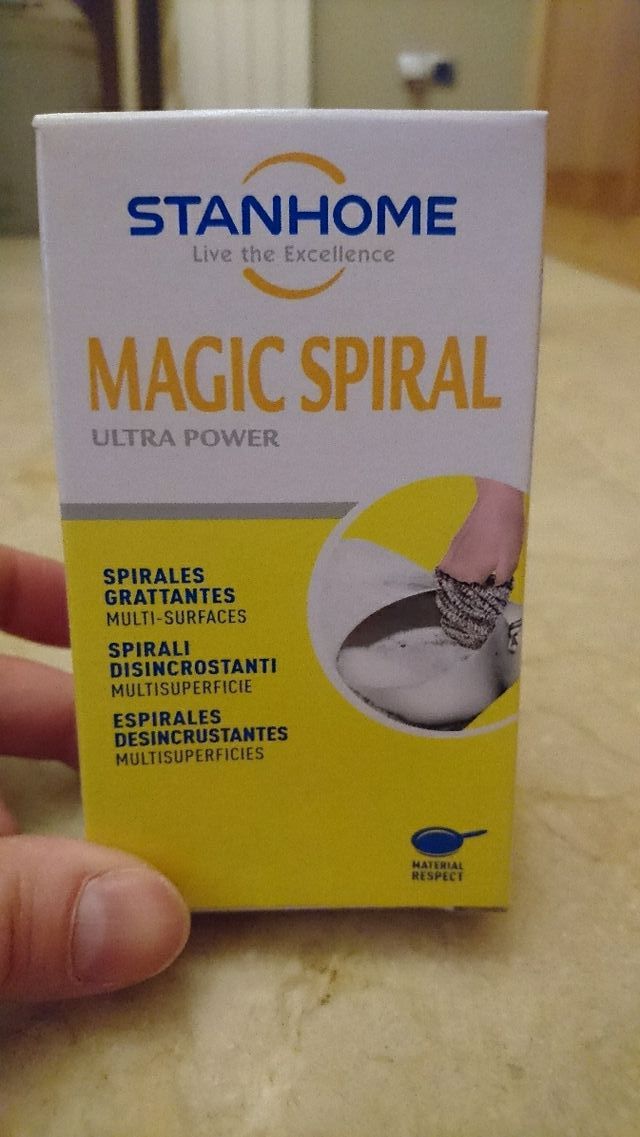 STANHOME
Live the Excellence
MAGIC SPIRAL
ULTRA POWER
SPIRALES
GRATTANTES
MULTI-SURFACES
SPIRALI
DISINCROSTANTI
MULTISUPERFICIE
ESPIRALES
DESINCRUSTANTES
MULTISUPERFICIES
MATERIAL
RESPECT